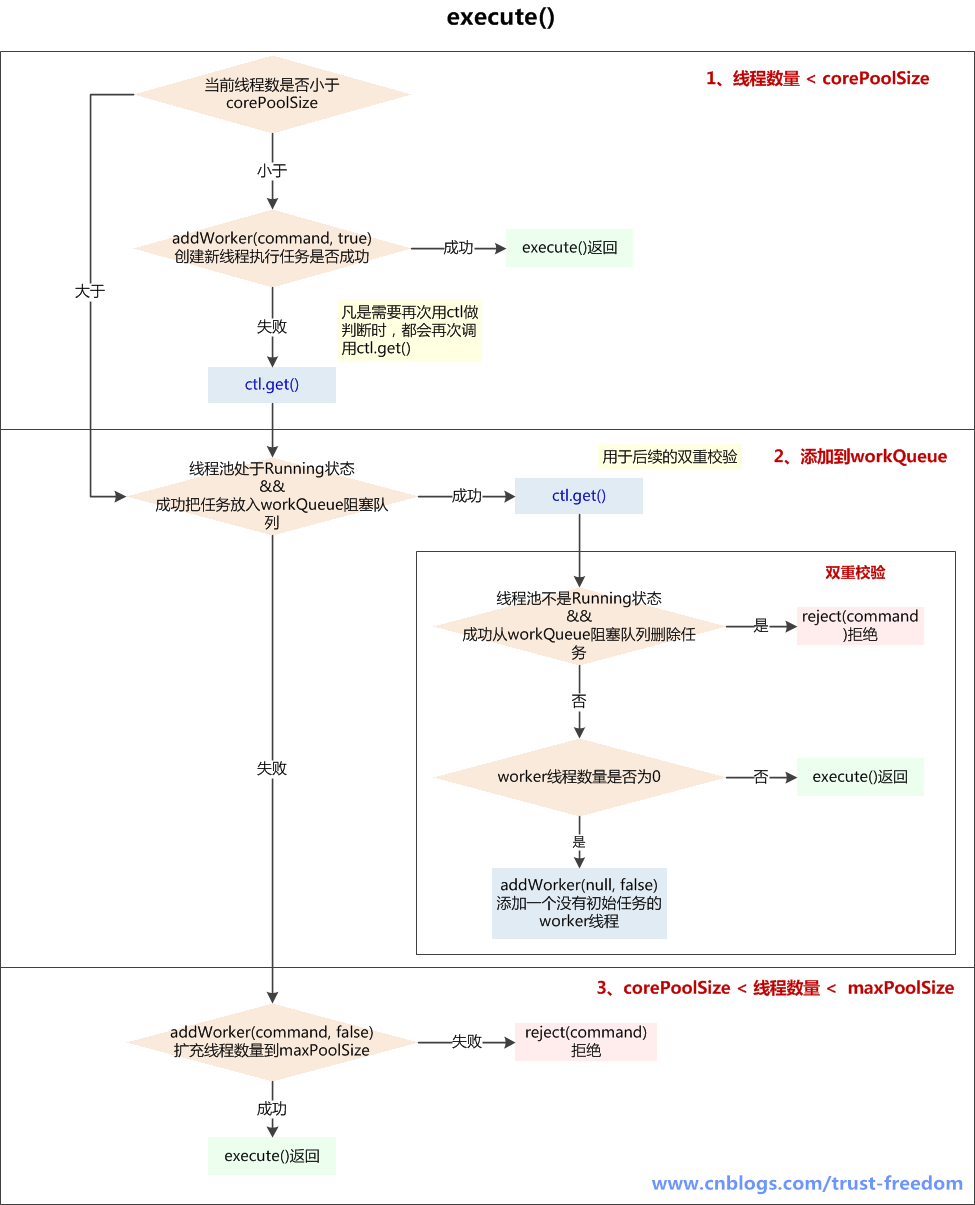 execute()
1、线程数量 < corePoolSize
当前线程数是否小于
corePoolSize
小于
addWorker(command, true)
创建新线程执行任务是否成功
成功
execute()返回
大于
失败
凡是需要再次用ctl做
判断时，都会再次调
用ctl.get()
ctl.get()
2、添加到workQueue
用于后续的双重校验
线程池处于Running状态
&&
成功把任务放入workQueue阻塞队
列
成功
ctl.get()
双重校验
线程池不是Running状态
&&
成功从workQueue阻塞队列删除任
务
是
reject(command
)拒绝
否
失败
worker线程数量是否为0
否
execute()返回
是
addWorker(null, false)
添加一个没有初始任务的
worker线程
3、corePoolSize < 线程数量 < maxPoolSize
addWorker(command, false)
扩充线程数量到maxPoolSize
失败
reject(command)
拒绝
成功
execute()返回
www.cnblogs.com/trust-freedom